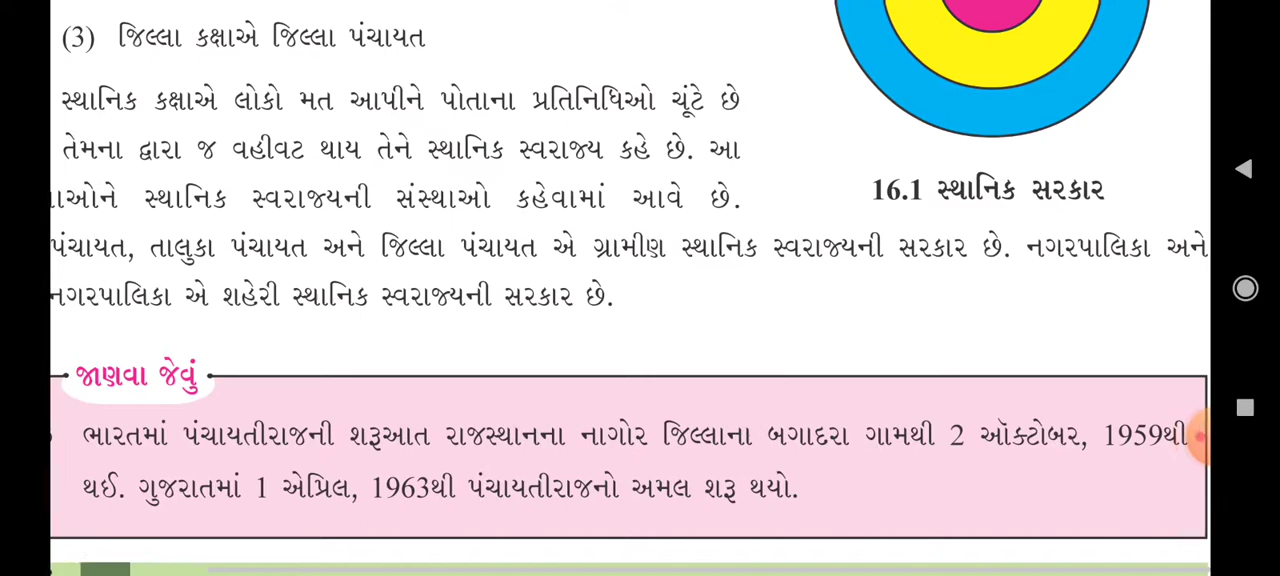 (3) જિલ્લા કક્ષાએ જિલ્લા પંચાયત
સ્થાનિક કક્ષાએ લોકો મત આપીને પોતાના પ્રતિનિધિઓ ચૂંટે છે
તેમના દ્વારા જ વહીવટ થાય તેને સ્થાનિક સ્વરાજ્ય કહે છે. આ
સ્થાનિક સ્વરાજ્યની સંસ્થાઓ કહેવામાં આવે છે.
16.1 સ્થાનિક સરકાર
પંચાયત, તાલુકા પંચાયત અને જિલ્લા પંચાયત એ ગ્રામીણ સ્થાનિક સ્વરાજ્યની સરકાર છે. નગરપાલિકા અને
નગરપાલિકા એ શહેરી સ્થાનિક સ્વરાજ્યની સરકાર છે.
જાણવા જેવું
ભારતમાં પંચાયતીરાજની શરૂઆત રાજસ્થાનના નાગોર જિલ્લાના બગાદરા ગામથી 2 ઑક્ટોબર, 1959થી
થઈ. ગુજરાતમાં 1 એપ્રિલ, 1963થી પંચાયતીરાજનો અમલ શરૂ થયો.